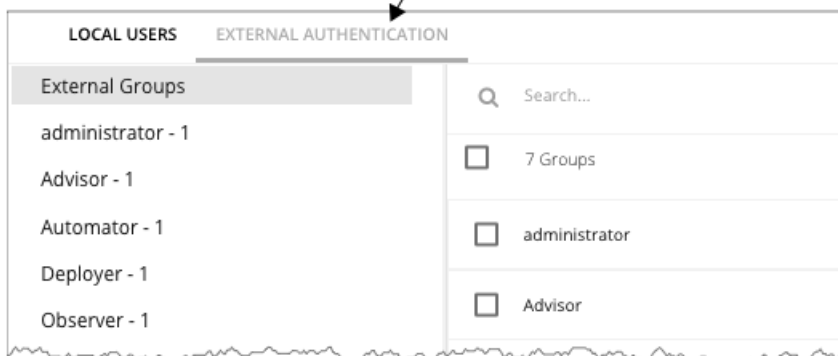 LOCAL USERS EXTERNAL AUTHENTICATION
External Groups
administrator - 1
Advisor - 1
Automator - 1
Deployer - 1
Observer - 1
Search...
7 Groups
administrator
Advisor